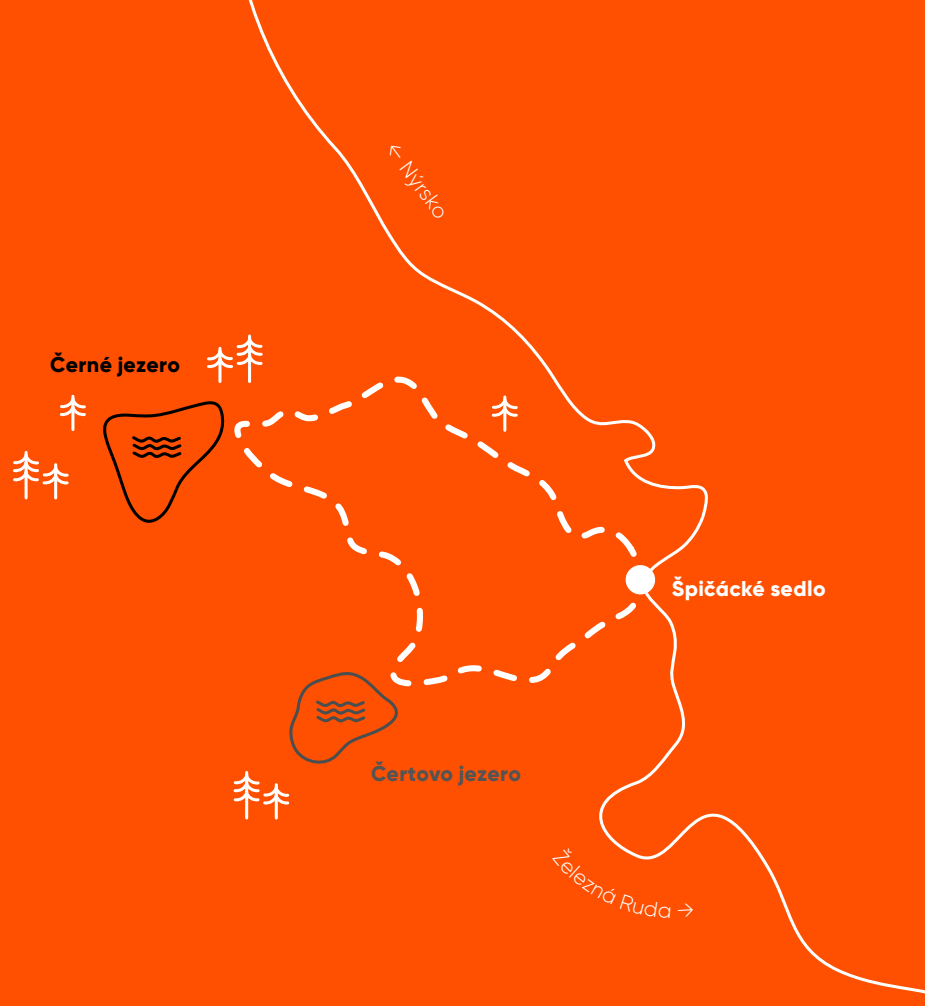 ← Nýrsko
Černé jezero
Špičácké sedlo
Čertovo jezero
Železná Ruda →